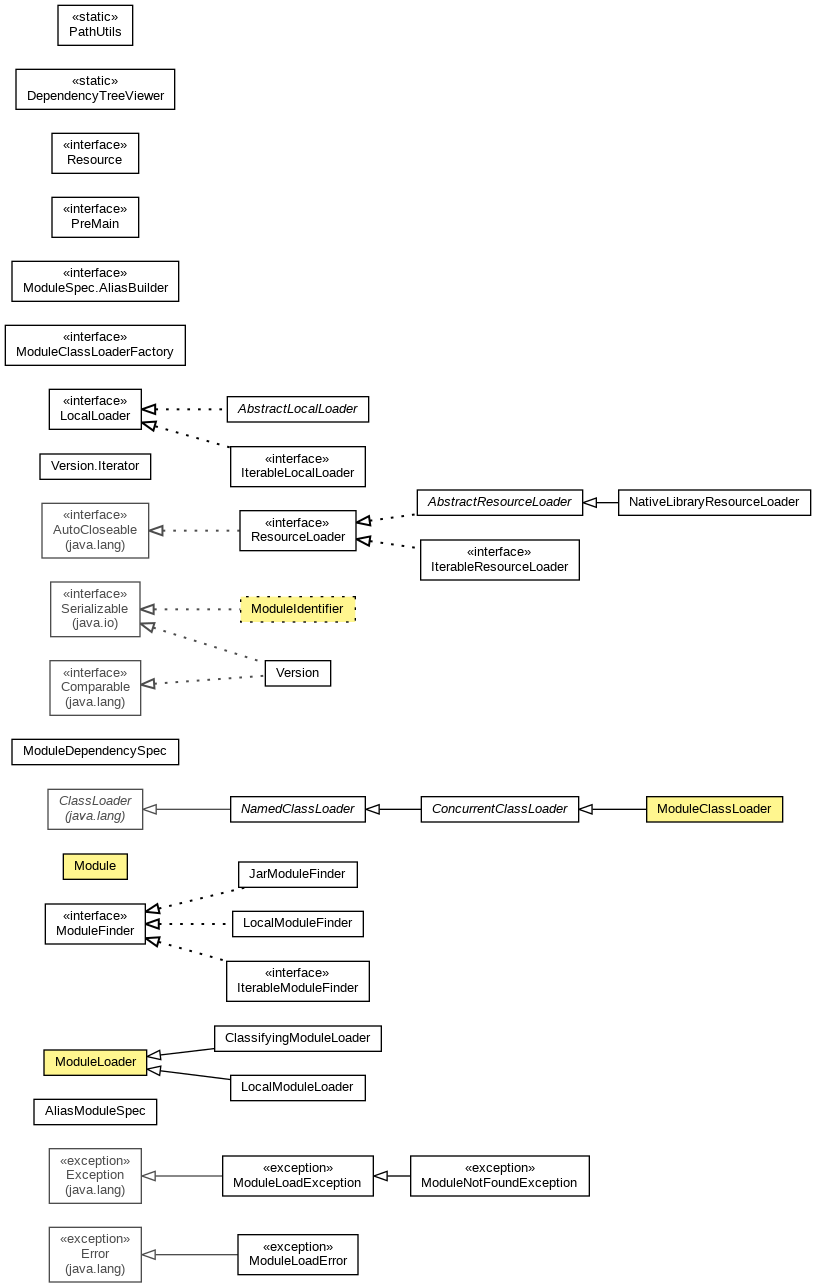 «static»
PathUtils
«static»
DependencyTreeViewer
«interface»
Resource
«interface»
PreMain
«interface»
ModuleSpec.AliasBuilder
«interface»
ModuleClassLoaderFactory
«interface»
LocalLoader
AbstractLocalLoader
«interface»
IterableLocalLoader
Version.Iterator
«interface»
AutoCloseable
(java.lang)
«interface»
ResourceLoader
AbstractResourceLoader
NativeLibraryResourceLoader
«interface»
IterableResourceLoader
«interface»
Serializable
(java.io)
ModuleIdentifier
Version
«interface»
Comparable
(java.lang)
ModuleDependencySpec
ClassLoader
(java.lang)
NamedClassLoader
ConcurrentClassLoader
ModuleClassLoader
Module
«interface»
ModuleFinder
JarModuleFinder
LocalModuleFinder
«interface»
IterableModuleFinder
ModuleLoader
ClassifyingModuleLoader
LocalModuleLoader
AliasModuleSpec
«exception»
Exception
(java.lang)
«exception»
ModuleLoadException
«exception»
ModuleNotFoundException
«exception»
Error
(java.lang)
«exception»
ModuleLoadError